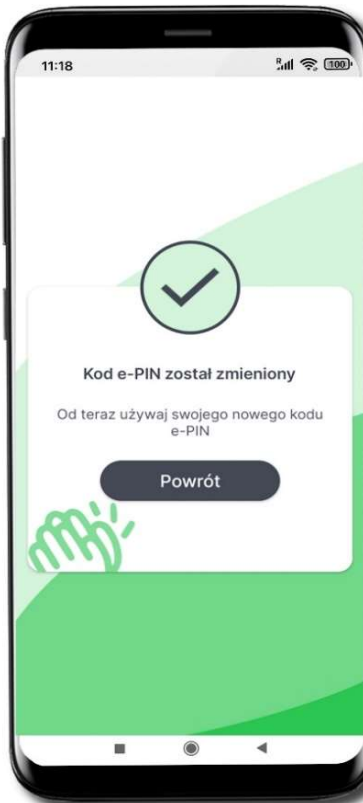 11:18
R
100
Kod e-PIN został zmieniony
Od teraz używaj swojego nowego kodu
e-PIN
Powrót